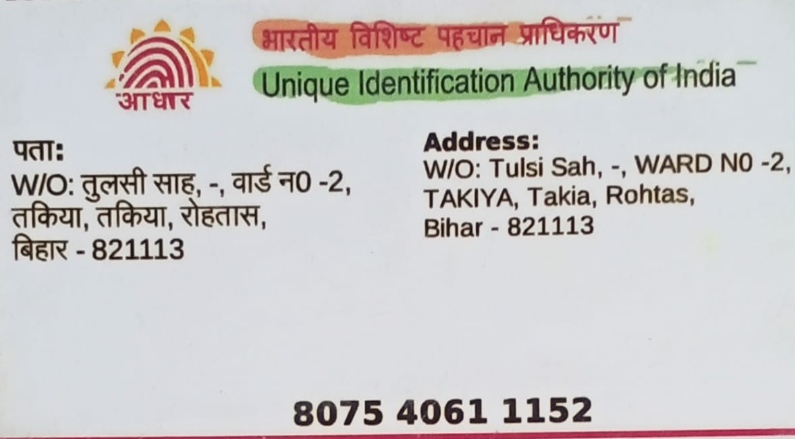 आधार
भारतीय विशिष्ट पहचान प्राधिकरण
Unique Identification Authority of India
पता:
W/O: तुलसी साह, -, वार्ड न0 -2,
तकिया, तकिया, रोहतास,
बिहार - 821113
Address:
W/O: Tulsi Sah, -, WARD N0 -2,
TAKIYA, Takia, Rohtas,
Bihar - 821113
8075 4061 1152